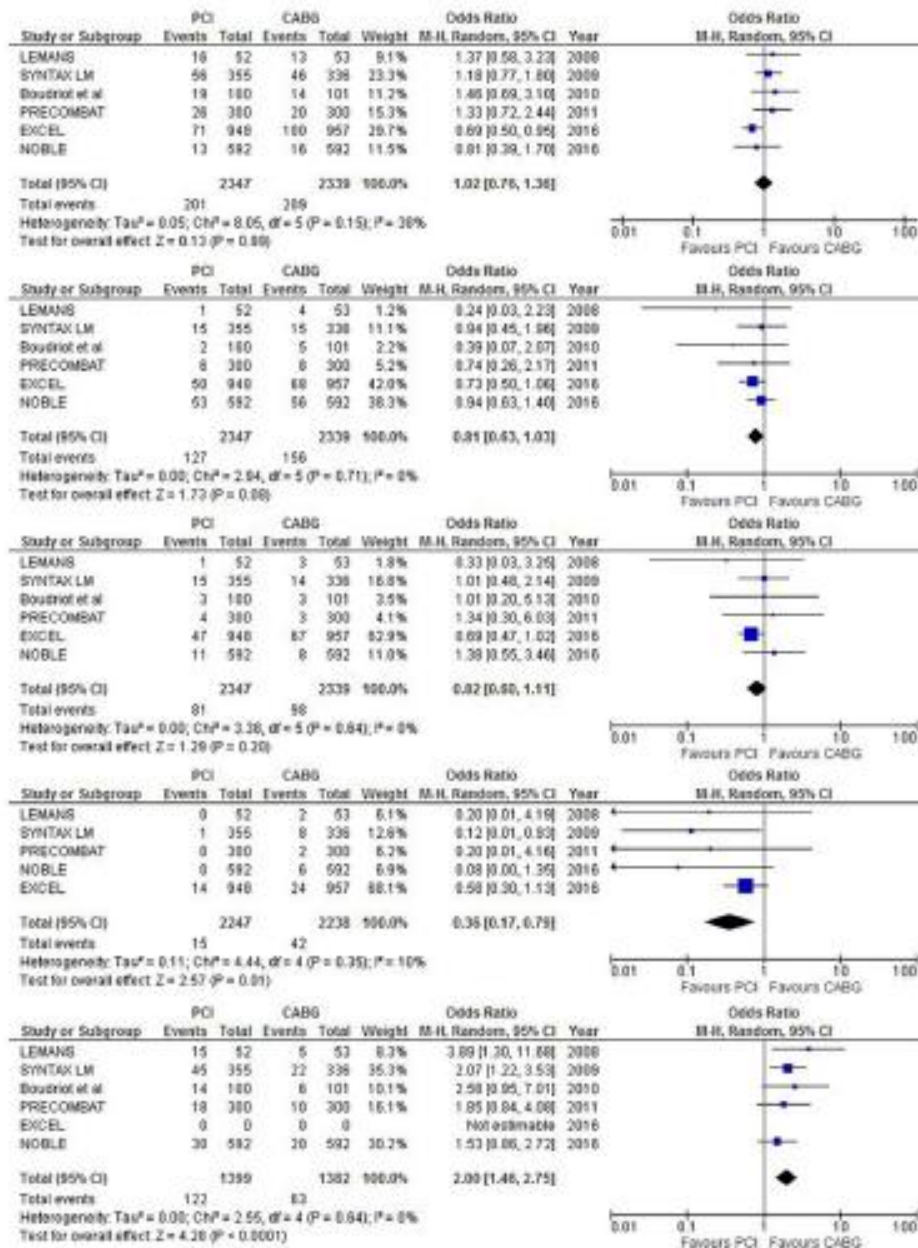 PCI CABG Odds Ratio Odds Ratio
Study or Subgroup Events Total Events Total Weight M-H, Random, 95% CI Year M-H, Random, 95% CI
LEMANS 16 52 13 53 9.1% 1.37 [0.58, 3.23] 2008
SYNTAX LM 56 355 46 336 23.3% 1.18 [0.77, 1.80] 2009
Boudriot et al 19 100 14 101 11.2% 1.46 [0.69, 3.10] 2010
PRECOMBAT 26 300 20 300 15.3% 1.33 [0.72, 2.44] 2011
EXCEL 71 948 100 957 29.7% 0.69 [0.50, 0.95] 2016
NOBLE 13 592 16 592 11.5% 0.81 [0.39, 1.70] 2016
Total (95% CI) 2347 2339 100.0% 1.02 [0.76, 1.36]
Total events 201 209
Heterogeneity: Tau² = 0.05; Chi² = 8.05, df = 5 (P = 0.15); I² = 38%
Test for overall effect: Z = 0.13 (P = 0.89)
0.01 0.1 1 10 100
Favours PCI Favours CABG
PCI CABG Odds Ratio Odds Ratio
Study or Subgroup Events Total Events Total Weight M-H, Random, 95% CI Year M-H, Random, 95% CI
LEMANS 1 52 4 53 1.2% 0.24 [0.03, 2.23] 2008
SYNTAX LM 15 355 15 336 11.1% 0.94 [0.45, 1.96] 2009
Boudriot et al 2 100 5 101 2.2% 0.39 [0.07, 2.07] 2010
PRECOMBAT 6 300 8 300 5.2% 0.74 [0.26, 2.17] 2011
EXCEL 50 948 68 957 42.0% 0.73 [0.50, 1.06] 2016
NOBLE 53 592 56 592 38.3% 0.94 [0.63, 1.40] 2016
Total (95% CI) 2347 2339 100.0% 0.81 [0.63, 1.03]
Total events 127 156
Heterogeneity: Tau² = 0.00; Chi² = 2.94, df = 5 (P = 0.71); I² = 0%
Test for overall effect: Z = 1.73 (P = 0.08)
0.01 0.1 1 10 100
Favours PCI Favours CABG
PCI CABG Odds Ratio Odds Ratio
Study or Subgroup Events Total Events Total Weight M-H, Random, 95% CI Year M-H, Random, 95% CI
LEMANS 1 52 3 53 1.8% 0.33 [0.03, 3.25] 2008
SYNTAX LM 15 355 14 336 16.8% 1.01 [0.48, 2.14] 2009
Boudriot et al 3 100 3 101 3.5% 1.01 [0.20, 5.13] 2010
PRECOMBAT 4 300 3 300 4.1% 1.34 [0.30, 6.03] 2011
EXCEL 47 948 67 957 62.9% 0.69 [0.47, 1.02] 2016
NOBLE 11 592 8 592 11.0% 1.38 [0.55, 3.46] 2016
Total (95% CI) 2347 2339 100.0% 0.82 [0.60, 1.11]
Total events 81 98
Heterogeneity: Tau² = 0.00; Chi² = 3.38, df = 5 (P = 0.64); I² = 0%
Test for overall effect: Z = 1.29 (P = 0.20)
0.01 0.1 1 10 100
Favours PCI Favours CABG
PCI CABG Odds Ratio Odds Ratio
Study or Subgroup Events Total Events Total Weight M-H, Random, 95% CI Year M-H, Random, 95% CI
LEMANS 0 52 2 53 6.1% 0.20 [0.01, 4.19] 2008
SYNTAX LM 1 355 8 336 12.6% 0.12 [0.01, 0.93] 2009
PRECOMBAT 0 300 2 300 6.2% 0.20 [0.01, 4.16] 2011
NOBLE 0 592 6 592 6.9% 0.08 [0.00, 1.35] 2016
EXCEL 14 948 24 957 68.1% 0.58 [0.30, 1.13] 2016
Total (95% CI) 2247 2238 100.0% 0.36 [0.17, 0.79]
Total events 15 42
Heterogeneity: Tau² = 0.11; Chi² = 4.44, df = 4 (P = 0.35); I² = 10%
Test for overall effect: Z = 2.57 (P = 0.01)
0.01 0.1 1 10 100
Favours PCI Favours CABG
PCI CABG Odds Ratio Odds Ratio
Study or Subgroup Events Total Events Total Weight M-H, Random, 95% CI Year M-H, Random, 95% CI
LEMANS 15 52 5 53 8.3% 3.89 [1.30, 11.68] 2008
SYNTAX LM 45 355 22 336 35.3% 2.07 [1.22, 3.53] 2009
Boudriot et al 14 100 6 101 10.1% 2.58 [0.95, 7.01] 2010
PRECOMBAT 18 300 10 300 16.1% 1.85 [0.84, 4.08] 2011
EXCEL 0 0 0 0 Not estimable 2016
NOBLE 30 592 20 592 30.2% 1.53 [0.86, 2.72] 2016
Total (95% CI) 1399 1382 100.0% 2.00 [1.46, 2.75]
Total events 122 63
Heterogeneity: Tau² = 0.00; Chi² = 2.55, df = 4 (P = 0.64); I² = 0%
Test for overall effect: Z = 4.28 (P < 0.0001)
0.01 0.1 1 10 100
Favours PCI Favours CABG